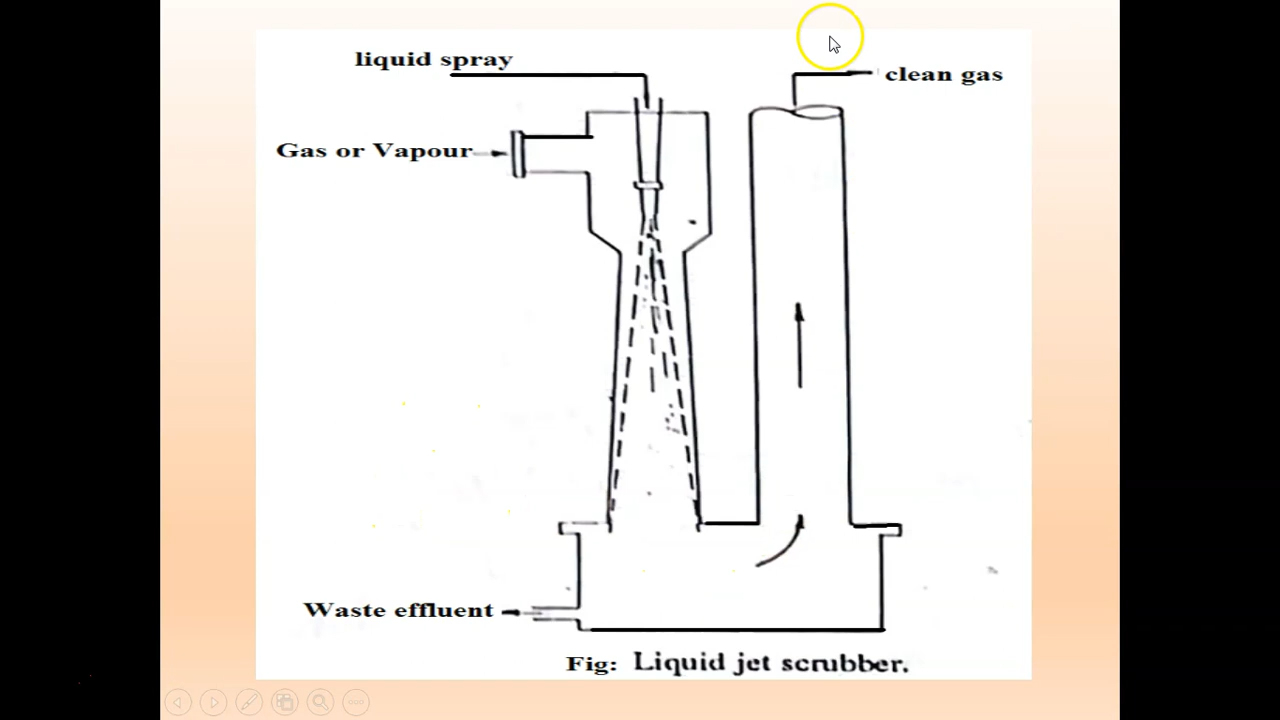 liquid spray
clean gas
Gas or Vapour
Waste effluent
Fig: Liquid jet scrubber.